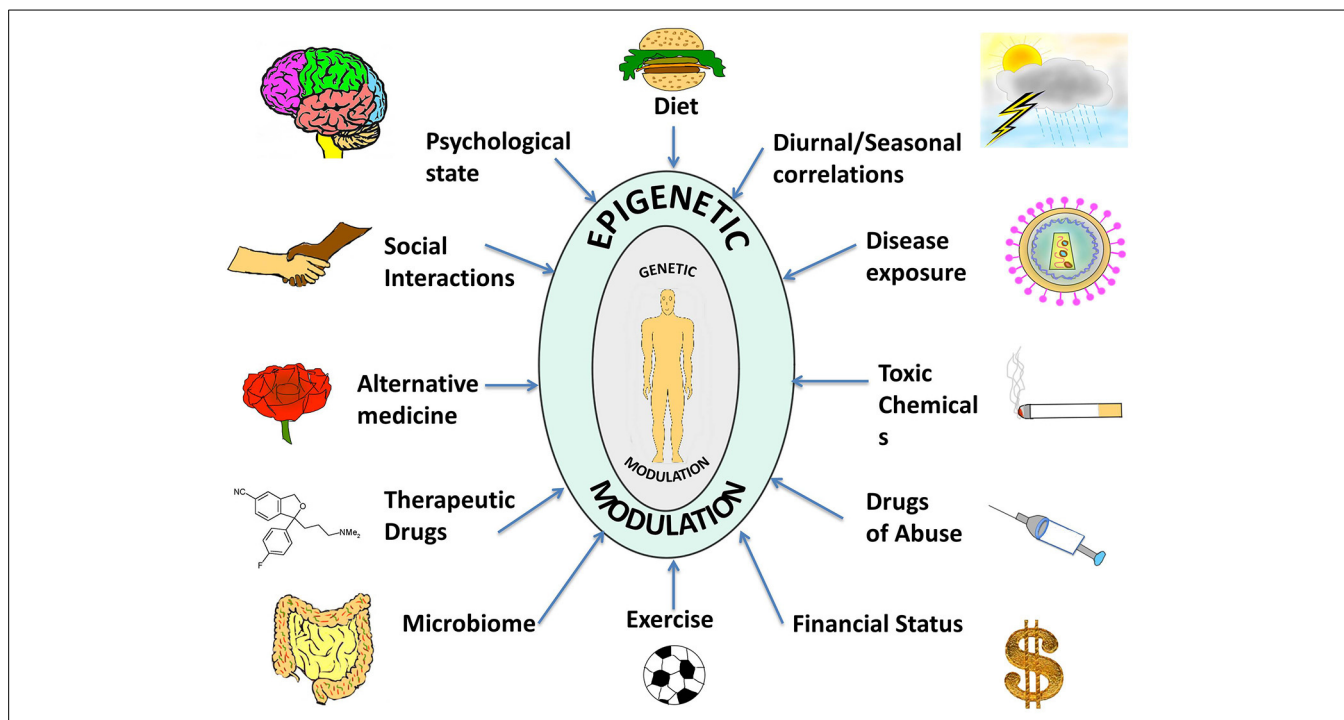 Diet
Psychological
state
Diurnal/Seasonal
correlations
EPIGENETIC
Social
Interactions
Disease
exposure
GENETIC
Alternative
medicine
Toxic
Chemical
s
MODULATION
MODULATION
NC
O
NMe2
F
Therapeutic
Drugs
Drugs
of Abuse
Microbiome
Exercise
Financial Status